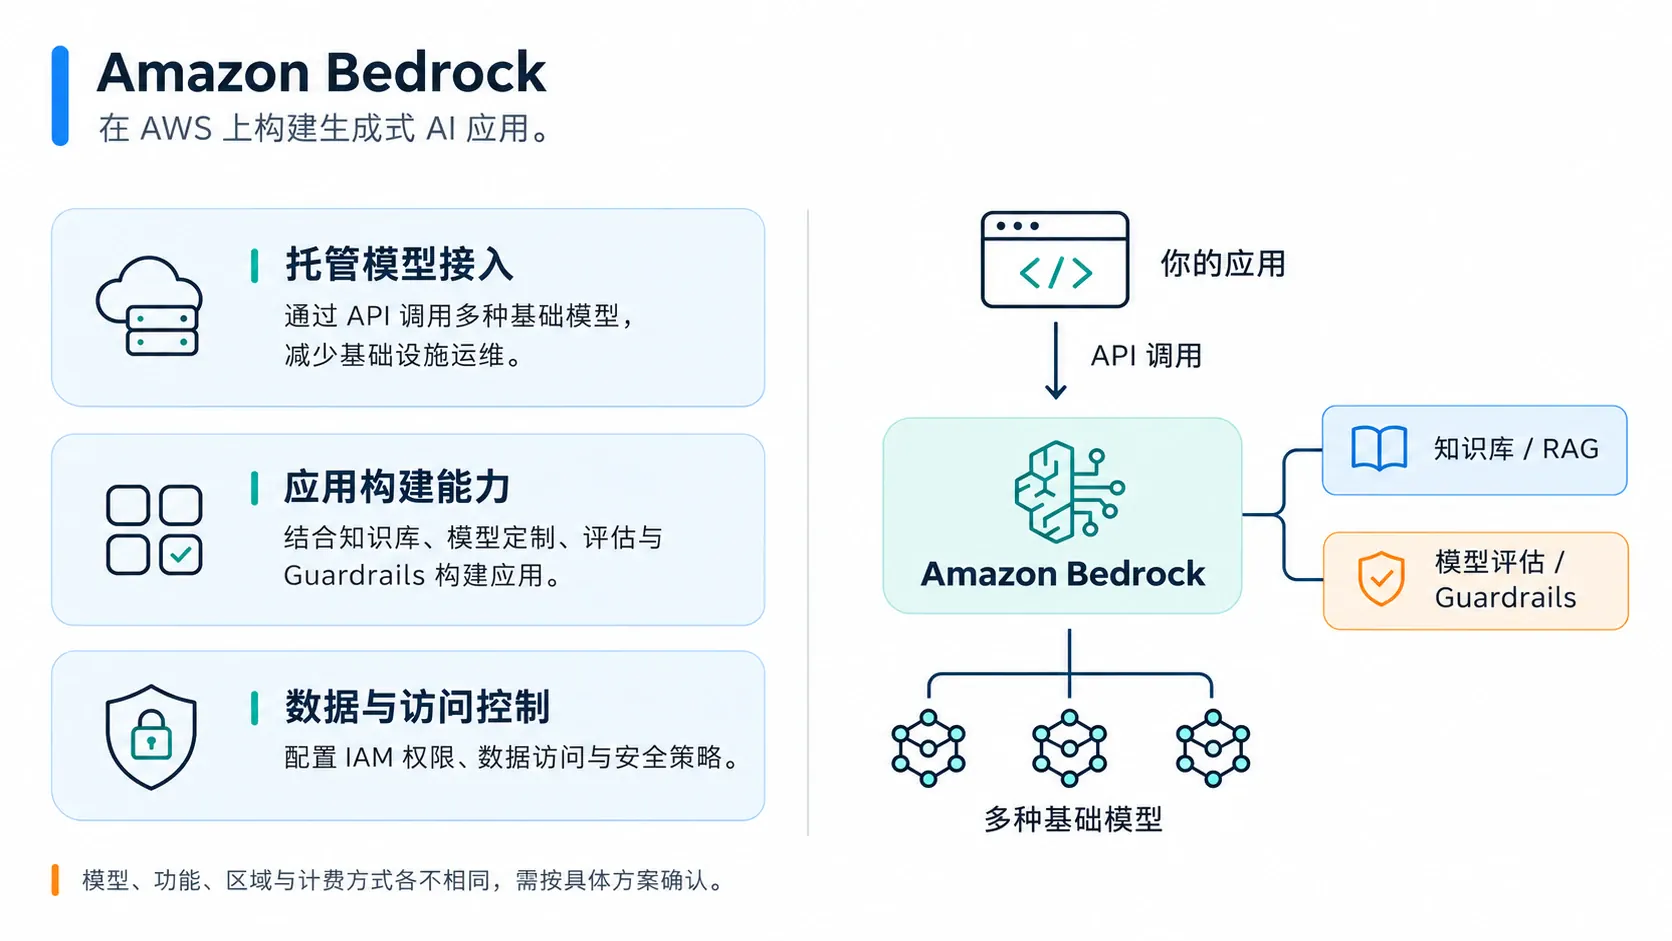 Amazon Bedrock
在 AWS 上构建生成式 AI 应用。
托管模型接入
通过 API 调用多种基础模型，
减少基础设施运维。
应用构建能力
结合知识库、模型定制、评估与
Guardrails 构建应用。
数据与访问控制
配置 IAM 权限、数据访问与安全策略。
模型、功能、区域与计费方式各不相同，需按具体方案确认。
</>
你的应用
API 调用
Amazon Bedrock
知识库 / RAG
模型评估 /
Guardrails
多种基础模型